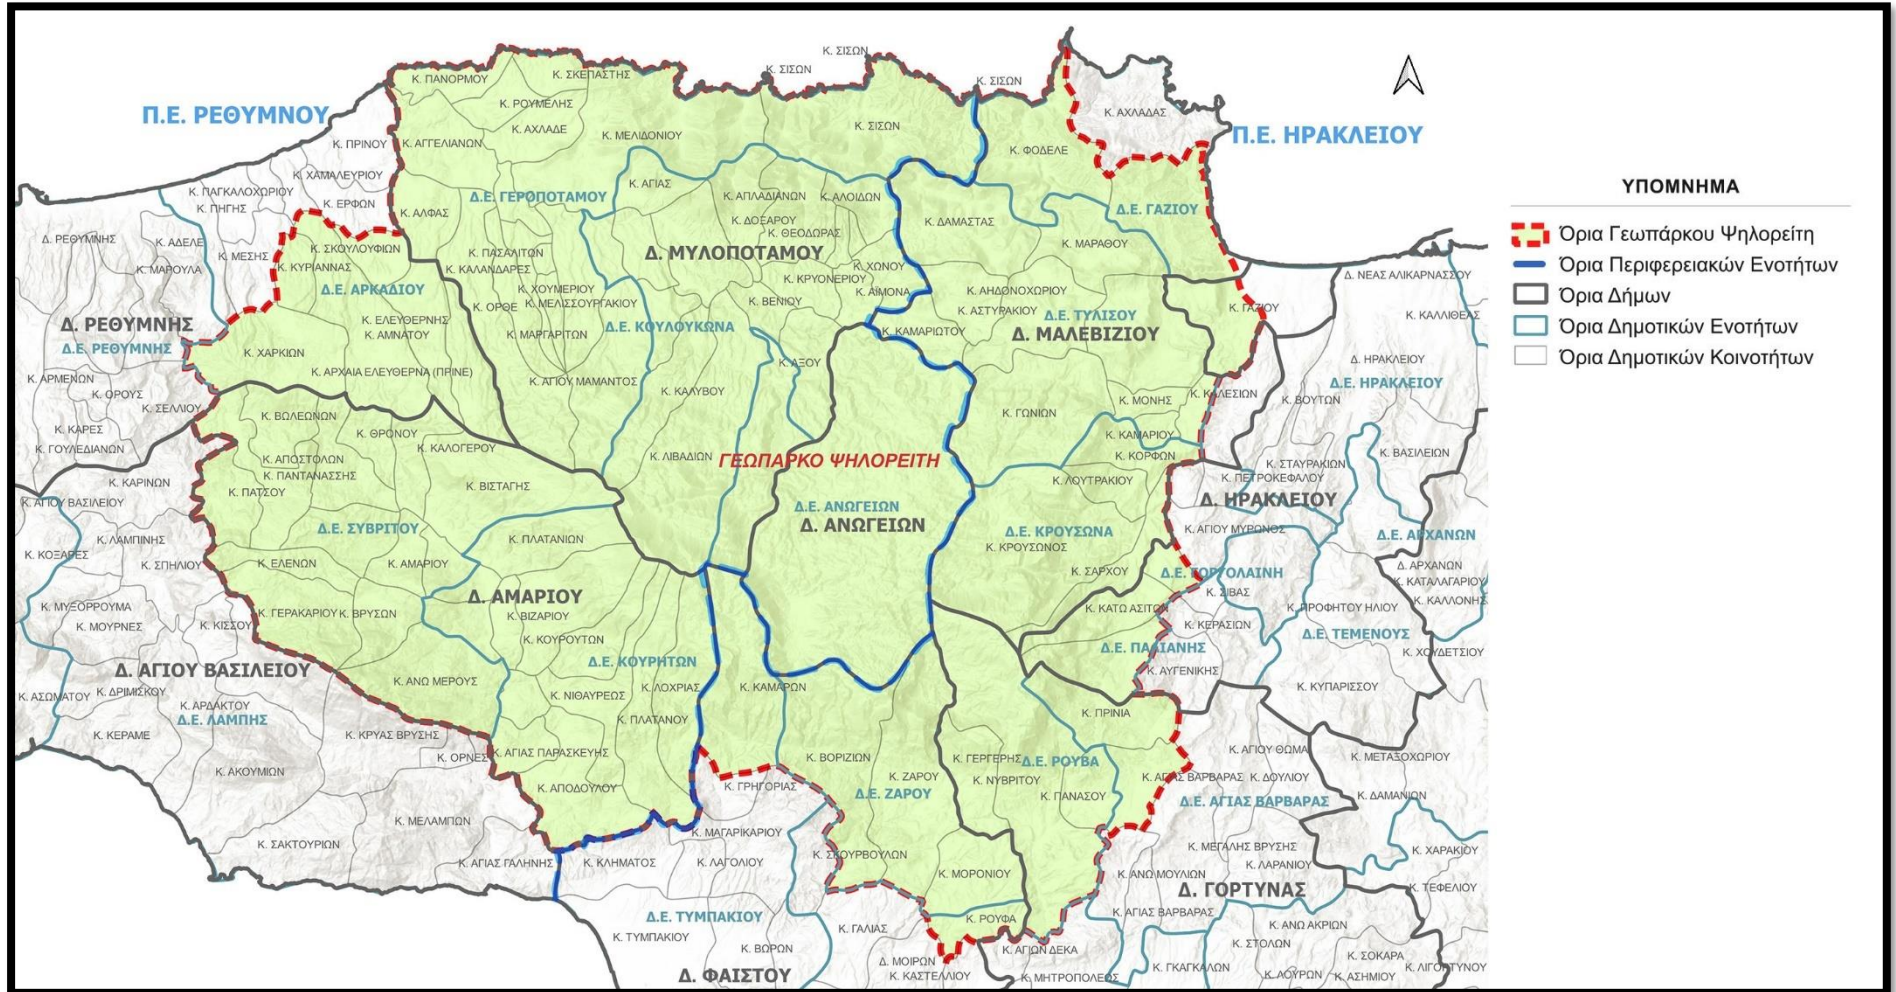 Κ. ΣΙΣΩΝ
Κ. ΣΙΣΩΝ
Κ. ΣΙΣΩΝ
Κ. ΠΑΝΟΡΜΟΥ
Κ. ΣΚΕΠΑΣΤΗΣ
Κ. ΡΟΥΜΕΛΗΣ
Κ. ΑΧΛΑΔΑΣ
Π.Ε. ΡΕΘΥΜΝΟΥ
Κ. ΑΧΛΑΔΕ
Κ. ΜΕΛΙΔΟΝΙΟΥ
Κ. ΣΙΣΩΝ
Π.Ε. ΗΡΑΚΛΕΙΟΥ
Κ. ΠΡΙΝΟΥ
Κ. ΑΓΓΕΛΙΑΝΩΝ
Κ. ΦΟΔΕΛΕ
Κ. ΧΑΜΑΛΕΥΡΙΟΥ
Κ. ΠΑΓΚΑΛΟΧΩΡΙΟΥ
Κ. ΑΓΙΑΣ
Δ.Ε. ΓΕΡΟΠΟΤΑΜΟΥ
Κ. ΑΠΛΑΔΙΑΝΩΝ
Κ. ΑΛΟΙΔΩΝ
Κ. ΠΗΓΗΣ
Κ. ΕΡΦΩΝ
Κ. ΑΛΦΑΣ
Κ. ΔΟΞΑΡΟΥ
Κ. ΔΑΜΑΣΤΑΣ
Δ.Ε. ΓΑΖΙΟΥ
Κ. ΘΕΟΔΩΡΑΣ
Δ. ΡΕΘΥΜΝΗΣ
Κ. ΑΔΕΛΕ
Κ. ΜΕΣΗΣ
Κ. ΣΚΟΥΛΟΥΦΙΩΝ
Κ. ΠΑΣΑΛΙΤΩΝ
Δ. ΜΥΛΟΠΟΤΑΜΟΥ
Κ. ΜΑΡΑΘΟΥ
Κ. ΜΑΡΟΥΛΑ
Κ. ΚΥΡΙΑΝΝΑΣ
Κ. ΚΑΛΑΝΔΑΡΕΣ
Κ. ΧΩΝΟΥ
Κ. ΚΡΥΟΝΕΡΙΟΥ
Δ. ΝΕΑΣ ΑΛΙΚΑΡΝΑΣΣΟΥ
Δ.Ε. ΑΡΚΑΔΙΟΥ
Κ. ΧΟΥΜΕΡΙΟΥ
Κ. ΑΙΜΟΝΑ
Κ. ΑΗΔΟΝΟΧΩΡΙΟΥ
Κ. ΟΡΘΕ
Κ. ΜΕΛΙΣΣΟΥΡΓΑΚΙΟΥ
Κ. ΒΕΝΙΟΥ
Κ. ΑΣΤΥΡΑΚΙΟΥ
Δ.Ε. ΤΥΛΙΣΟΥ
Κ. ΓΑΖΙΟΥ
Κ. ΚΑΛΛΙΘΕΑΣ
Δ. ΡΕΘΥΜΝΗΣ
Κ. ΕΛΕΥΘΕΡΝΗΣ
Κ. ΑΜΝΑΤΟΥ
Κ. ΜΑΡΓΑΡΙΤΩΝ
Δ.Ε. ΚΟΥΛΟΥΚΩΝΑ
Κ. ΚΑΜΑΡΙΩΤΟΥ
Δ. ΜΑΛΕΒΙΖΙΟΥ
Δ.Ε. ΡΕΘΥΜΝΗΣ
Κ. ΧΑΡΚΙΩΝ
Κ. ΑΞΟΥ
Δ. ΗΡΑΚΛΕΙΟΥ
Κ. ΑΡΧΑΙΑ ΕΛΕΥΘΕΡΝΑ (ΠΡΙΝΕ)
Κ. ΑΓΙΟΥ ΜΑΜΑΝΤΟΣ
Κ. ΚΑΛΥΒΟΥ
Κ. ΑΡΜΕΝΩΝ
Κ. ΟΡΟΥΣ
Δ.Ε. ΗΡΑΚΛΕΙΟΥ
Κ. ΣΕΛΛΙΟΥ
Κ. ΒΩΛΕΩΝΩΝ
Κ. ΓΩΝΙΩΝ
Κ. ΜΟΝΗΣ
Κ. ΚΑΛΕΣΙΩΝ
Κ. ΒΟΥΤΩΝ
Κ. ΚΑΡΕΣ
Κ. ΘΡΟΝΟΥ
Κ. ΚΑΜΑΡΙΟΥ
Κ. ΓΟΥΛΕΔΙΑΝΩΝ
Κ. ΚΑΛΟΓΕΡΟΥ
Κ. ΑΠΟΣΤΟΛΩΝ
Κ. ΛΙΒΑΔΙΩΝ
ΓΕΩΠΑΡΚΟ ΨΗΛΟΡΕΙΤΗ
Κ. ΚΟΡΦΩΝ
Κ. ΣΤΑΥΡΑΚΙΩΝ
Κ. ΒΑΣΙΛΕΙΩΝ
Κ. ΚΑΡΙΝΩΝ
Κ. ΠΑΝΤΑΝΑΣΣΗΣ
Κ. ΠΑΤΣΟΥ
Κ. ΒΙΣΤΑΓΗΣ
Κ. ΛΟΥΤΡΑΚΙΟΥ
Κ. ΠΕΤΡΟΚΕΦΑΛΟΥ
Κ. ΑΓΙΟΥ ΒΑΣΙΛΕΙΟΥ
Δ.Ε. ΣΥΒΡΙΤΟΥ
Δ.Ε. ΑΝΩΓΕΙΩΝ
Δ. ΑΝΩΓΕΙΩΝ
Δ. ΗΡΑΚΛΕΙΟΥ
Κ. ΛΑΜΠΙΝΗΣ
Κ. ΠΛΑΤΑΝΙΩΝ
Δ.Ε. ΚΡΟΥΣΩΝΑ
Κ. ΚΡΟΥΣΩΝΟΣ
Κ. ΑΓΙΟΥ ΜΥΡΩΝΟΣ
Δ.Ε. ΑΡΧΑΝΩΝ
Κ. ΚΟΞΑΡΕΣ
Κ. ΣΠΗΛΙΟΥ
Κ. ΕΛΕΝΩΝ
Κ. ΑΜΑΡΙΟΥ
Κ. ΣΑΡΧΟΥ
Δ.Ε. ΓΟΡΓΟΛΑΙΝΗ
Δ. ΑΡΧΑΝΩΝ
Κ. ΚΑΤΑΛΑΓΑΡΙΟΥ
Κ. ΜΥΞΟΡΡΟΥΜΑ
Κ. ΓΕΡΑΚΑΡΙΟΥ
Κ. ΒΡΥΣΩΝ
Δ. ΑΜΑΡΙΟΥ
Κ. ΒΙΖΑΡΙΟΥ
Κ. ΚΑΤΩ ΑΣΙΤΩΝ
Κ. ΣΙΒΑΣ
Κ. ΠΡΟΦΗΤΟΥ ΗΛΙΟΥ
Κ. ΚΑΛΛΟΝΗΣ
Κ. ΜΟΥΡΝΕΣ
Κ. ΚΙΣΣΟΥ
Κ. ΚΟΥΡΟΥΤΩΝ
Κ. ΚΕΡΑΣΙΩΝ
Δ.Ε. ΤΕΜΕΝΟΥΣ
Δ. ΑΓΙΟΥ ΒΑΣΙΛΕΙΟΥ
Δ.Ε. ΚΟΥΡΗΤΩΝ
Δ.Ε. ΠΑΛΙΑΝΗΣ
Κ. ΧΟΥΔΕΤΣΙΟΥ
Κ. ΑΥΓΕΝΙΚΗΣ
Κ. ΑΣΩΜΑΤΟΥ
Κ. ΔΡΙΜΙΣΚΟΥ
Κ. ΑΝΩ ΜΕΡΟΥΣ
Κ. ΝΙΘΑΥΡΕΩΣ
Κ. ΛΟΧΡΙΑΣ
Κ. ΚΑΜΑΡΩΝ
Κ. ΚΥΠΑΡΙΣΣΟΥ
Κ. ΑΡΔΑΚΤΟΥ
Δ.Ε. ΛΑΜΠΗΣ
Κ. ΠΛΑΤΑΝΟΥ
Κ. ΠΡΙΝΙΑ
Κ. ΚΕΡΑΜΕ
Κ. ΚΡΥΑΣ ΒΡΥΣΗΣ
Κ. ΟΡΝΕΣ
Κ. ΑΓΙΑΣ ΠΑΡΑΣΚΕΥΗΣ
Κ. ΒΟΡΙΖΙΩΝ
Κ. ΓΕΡΓΕΡΗΣ
Δ.Ε. ΡΟΥΒΑ
Κ. ΑΓΙΟΥ ΘΩΜΑ
Κ. ΜΕΤΑΞΟΧΩΡΙΟΥ
Κ. ΑΚΟΥΜΙΩΝ
Κ. ΑΠΟΔΟΥΛΟΥ
Κ. ΓΡΗΓΟΡΙΑΣ
Κ. ΖΑΡΟΥ
Δ.Ε. ΖΑΡΟΥ
Κ. ΝΥΒΡΙΤΟΥ
Κ. ΠΑΝΑΣΟΥ
Κ. ΑΓΙΑΣ ΒΑΡΒΑΡΑΣ
Κ. ΔΟΥΛΙΟΥ
Δ.Ε. ΑΓΙΑΣ ΒΑΡΒΑΡΑΣ
Κ. ΔΑΜΑΝΙΩΝ
Κ. ΜΕΛΑΜΠΩΝ
Κ. ΜΑΓΑΡΙΚΑΡΙΟΥ
Κ. ΣΑΚΤΟΥΡΙΩΝ
Κ. ΑΓΙΑΣ ΓΑΛΗΝΗΣ
Κ. ΚΛΗΜΑΤΟΣ
Κ. ΛΑΓΟΛΙΟΥ
Κ. ΣΚΟΥΡΒΟΥΛΩΝ
Κ. ΜΟΡΟΝΙΟΥ
Κ. ΜΕΓΑΛΗΣ ΒΡΥΣΗΣ
Κ. ΛΑΡΑΝΙΟΥ
Κ. ΧΑΡΑΚΙΟΥ
Κ. ΑΝΩ ΜΟΥΛΙΩΝ
Δ. ΓΟΡΤΥΝΑΣ
Κ. ΤΕΦΕΛΙΟΥ
Δ.Ε. ΤΥΜΠΑΚΙΟΥ
Κ. ΡΟΥΦΑ
Κ. ΑΓΙΑΣ ΒΑΡΒΑΡΑΣ
Κ. ΤΥΜΠΑΚΙΟΥ
Κ. ΒΩΡΩΝ
Κ. ΓΑΛΙΑΣ
Κ. ΑΓΙΩΝ ΔΕΚΑ
Κ. ΑΝΩ ΑΚΡΙΩΝ
Κ. ΣΤΟΛΩΝ
Δ. ΦΑΙΣΤΟΥ
Δ. ΜΟΙΡΩΝ
Κ. ΚΑΣΤΕΛΛΙΟΥ
Κ. ΜΗΤΡΟΠΟΛΕΩΣ
Κ. ΓΚΑΓΚΑΛΩΝ
Κ. ΛΟΥΡΩΝ
Κ. ΣΟΚΑΡΑ
Κ. ΑΣΗΜΙΟΥ
Κ. ΛΙΓΟΡΤΥΝΟΥ
ΥΠΟΜΝΗΜΑ
Όρια Γεωπάρκου Ψηλορείτη
Όρια Περιφερειακών Ενοτήτων
Όρια Δήμων
Όρια Δημοτικών Ενοτήτων
Όρια Δημοτικών Κοινοτήτων